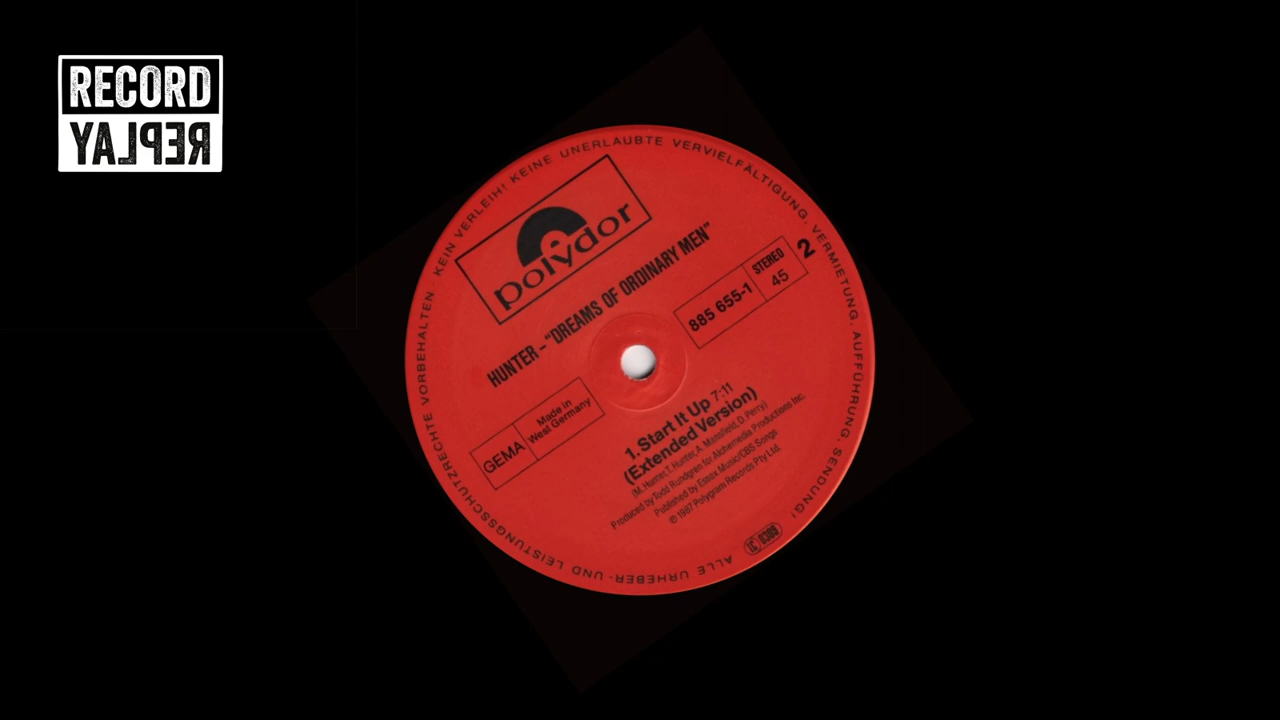 RECORD
REPLAY
polydor
HUNTER – "DREAMS OF ORDINARY MEN"
885 655-1
STEREO
45
2
GEMA
Made in
West Germany
1. Start It Up 7:11
(Extended Version)
(M. Hunter, T. Hunter, A. Mansfield, D. Perry)
Produced by Todd Rundgren for Alchemedia Productions Inc.
Published by Essex Music/CBS Songs
℗ 1987 Polygram Records Pty Ltd.
ALLE URHEBER- UND LEISTUNGSSCHUTZRECHTE VORBEHALTEN · KEIN VERLEIH! KEINE UNERLAUBTE VERVIELFÄLTIGUNG, VERMIETUNG, AUFFÜHRUNG, SENDUNG!
LC 0309